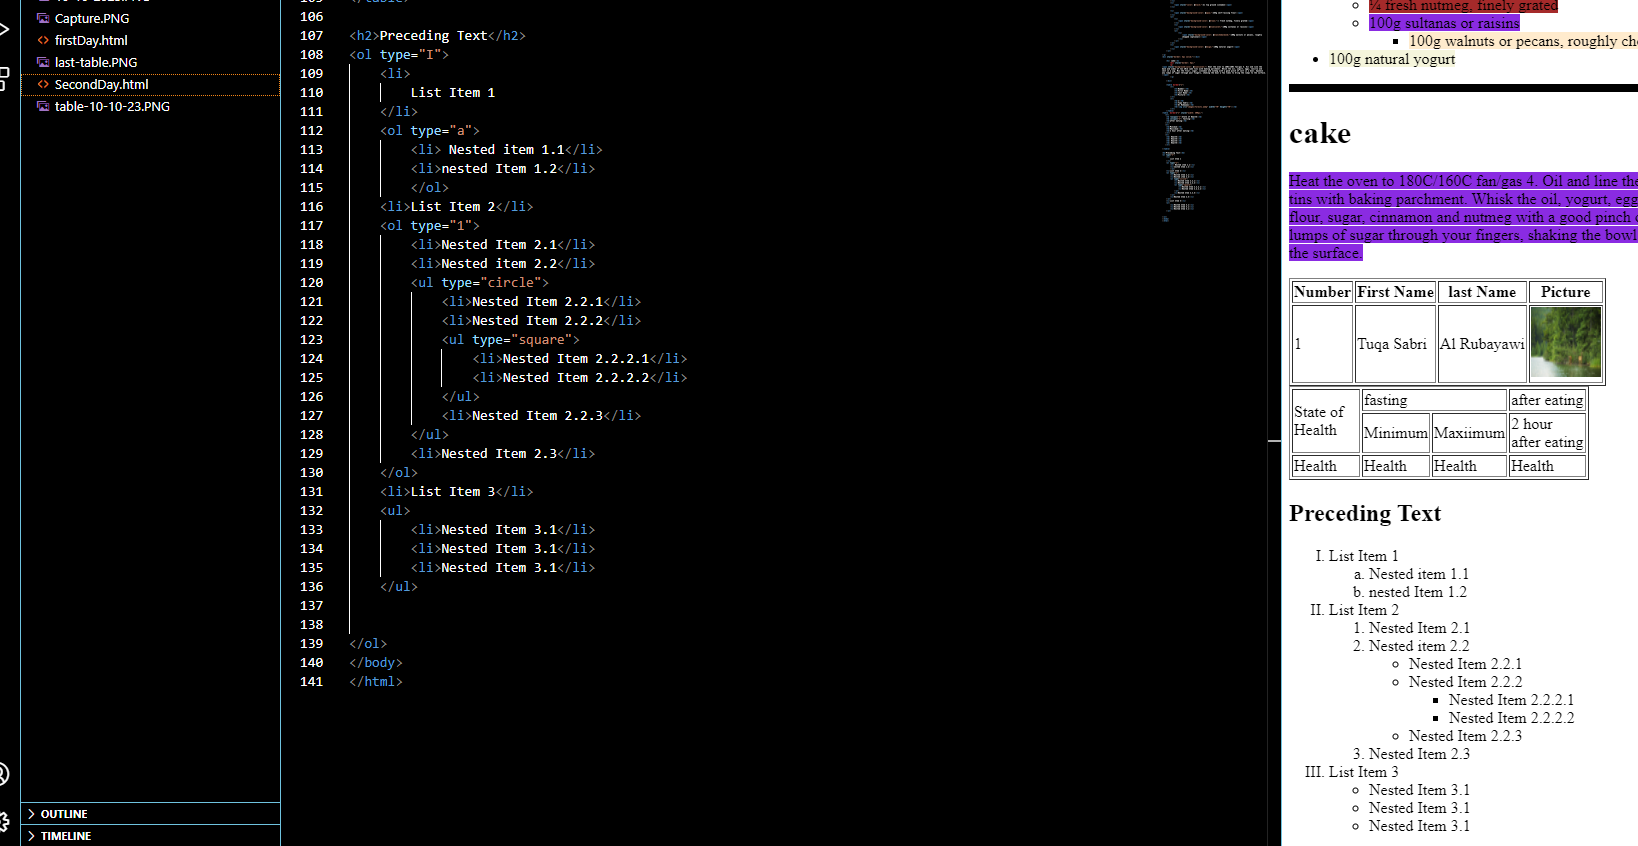 Capture.PNG
firstDay.html
last-table.PNG
SecondDay.html
table-10-10-23.PNG
OUTLINE
TIMELINE
106
107 <h2>Preceding Text</h2>
108 <ol type="I">
109 <li>
110 List Item 1
111 </li>
112 <ol type="a">
113 <li> Nested item 1.1</li>
114 <li>nested Item 1.2</li>
115 </ol>
116 <li>List Item 2</li>
117 <ol type="1">
118 <li>Nested Item 2.1</li>
119 <li>Nested item 2.2</li>
120 <ul type="circle">
121 <li>Nested Item 2.2.1</li>
122 <li>Nested Item 2.2.2</li>
123 <ul type="square">
124 <li>Nested Item 2.2.2.1</li>
125 <li>Nested Item 2.2.2.2</li>
126 </ul>
127 <li>Nested Item 2.2.3</li>
128 </ul>
129 <li>Nested Item 2.3</li>
130 </ol>
131 <li>List Item 3</li>
132 <ul>
133 <li>Nested Item 3.1</li>
134 <li>Nested Item 3.1</li>
135 <li>Nested Item 3.1</li>
136 </ul>
137
138
139 </ol>
140 </body>
141 </html>
¼ fresh nutmeg, finely grated
100g sultanas or raisins
100g walnuts or pecans, roughly
100g natural yogurt
cake
Heat the oven to 180C/160C fan/gas 4. Oil and line the
tins with baking parchment. Whisk the oil, yogurt,
flour, sugar, cinnamon and nutmeg with a good pinch
lumps of sugar through your fingers, shaking the bowl
the surface.
Number First Name last Name Picture
1 Tuqa Sabri Al Rubayawi
State of Health fasting after eating
Minimum Maxiimum 2 hour after eating
Health Health Health Health
Preceding Text
I. List Item 1
a. Nested item 1.1
b. nested Item 1.2
II. List Item 2
1. Nested Item 2.1
2. Nested item 2.2
Nested Item 2.2.1
Nested Item 2.2.2
Nested Item 2.2.2.1
Nested Item 2.2.2.2
Nested Item 2.2.3
3. Nested Item 2.3
III. List Item 3
Nested Item 3.1
Nested Item 3.1
Nested Item 3.1